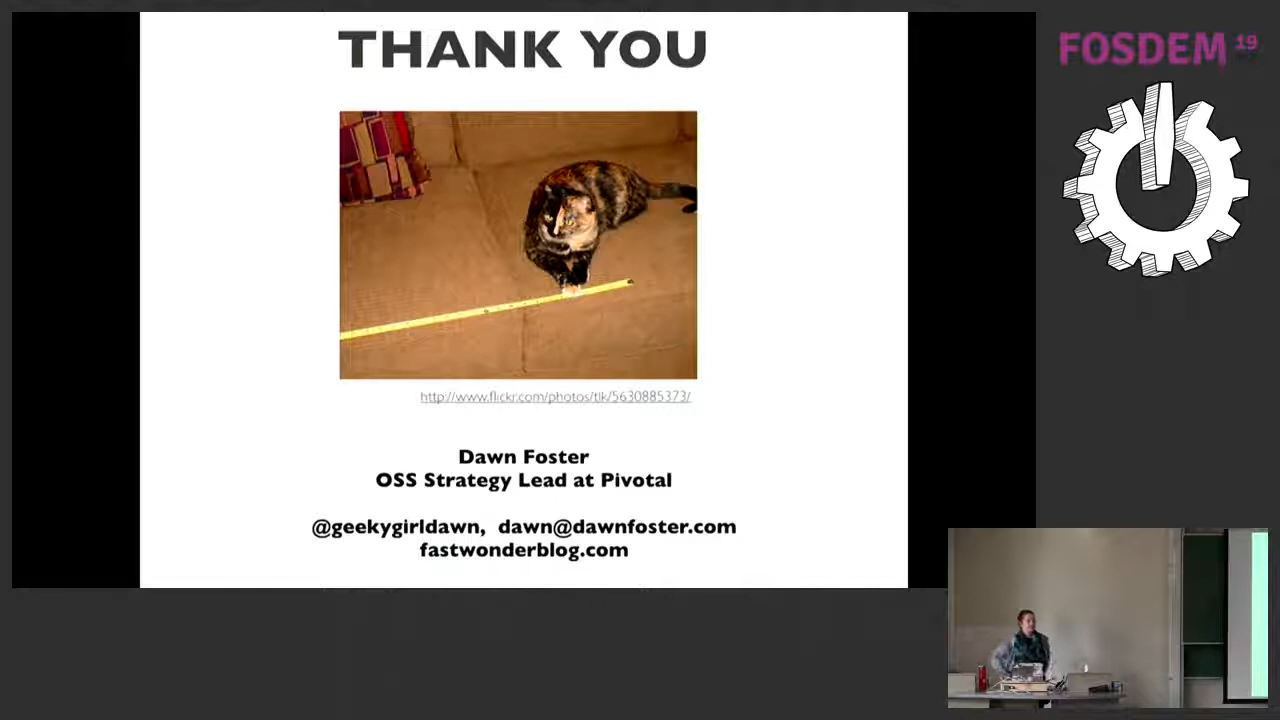 THANK YOU
http://www.flickr.com/photos/tlk/5630885373/
Dawn Foster
OSS Strategy Lead at Pivotal
@geekygirldawn, dawn@dawnfoster.com
fastwonderblog.com
FOSDEM 19